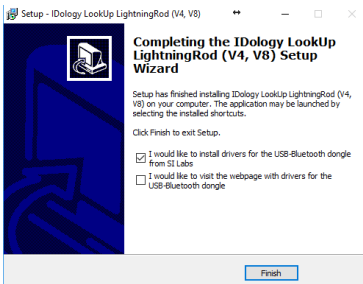 Setup - IDology LookUp LightningRod (V4, V8)
Completing the IDology LookUp
LightningRod (V4, V8) Setup
Wizard
Setup has finished installing IDology LookUp LightningRod (V4,
V8) on your computer. The application may be launched by
selecting the installed shortcuts.
Click Finish to exit Setup.
I would like to install drivers for the USB-Bluetooth dongle
from SI Labs
I would like to visit the webpage with drivers for the
USB-Bluetooth dongle
Finish